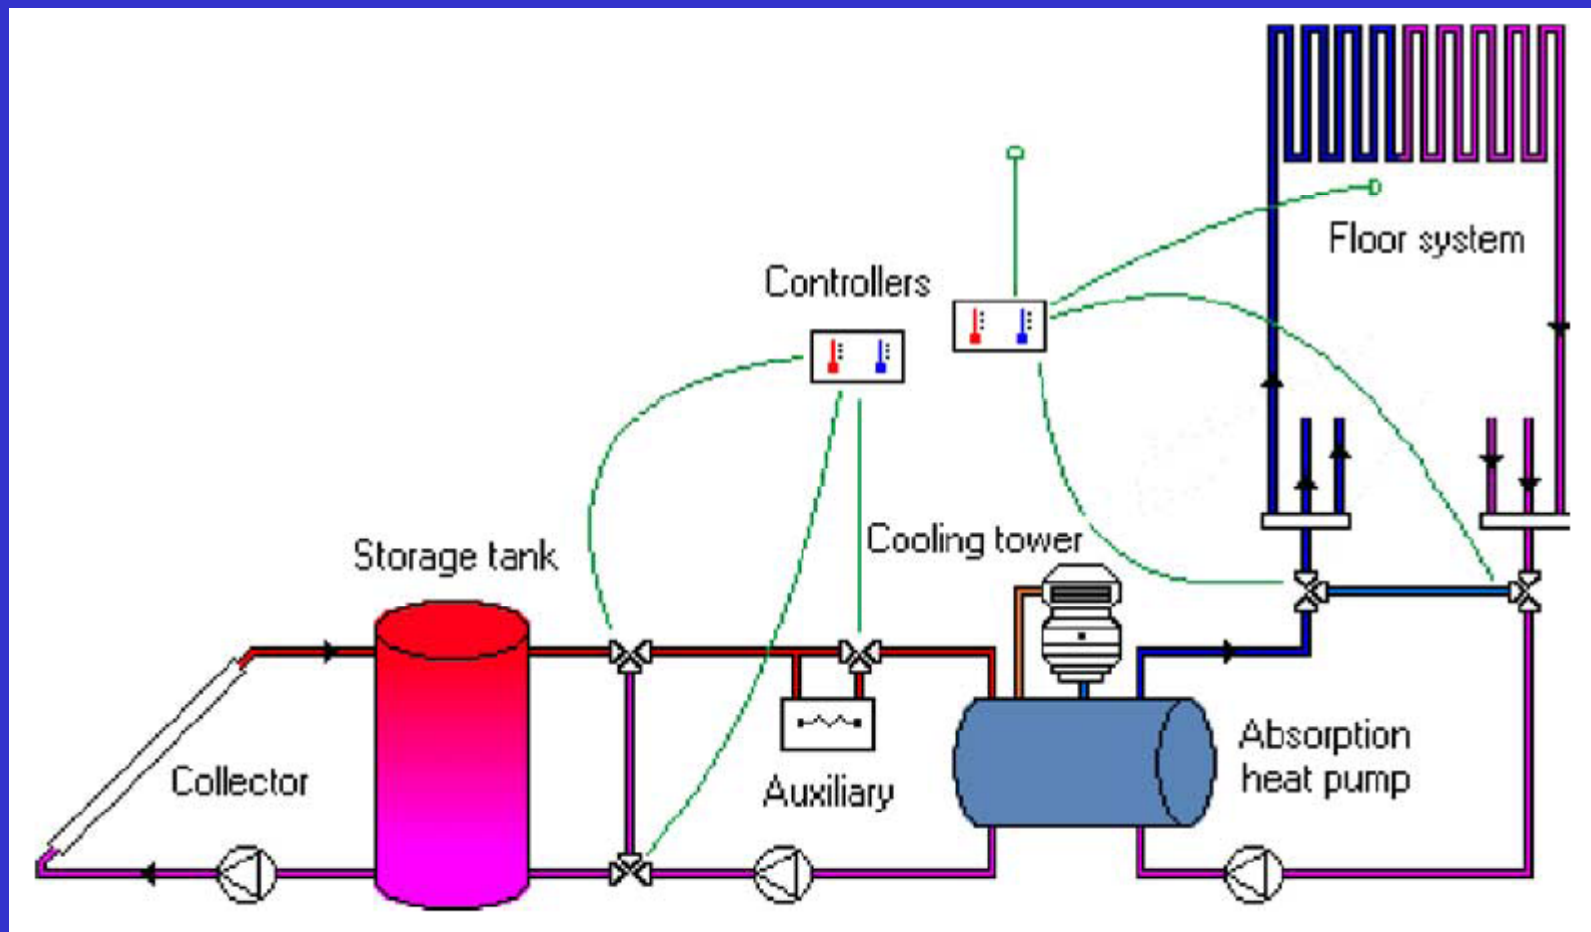 Floor system
Controllers
Cooling tower
Storage tank
Absorption
heat pump
Collector
Auxiliary